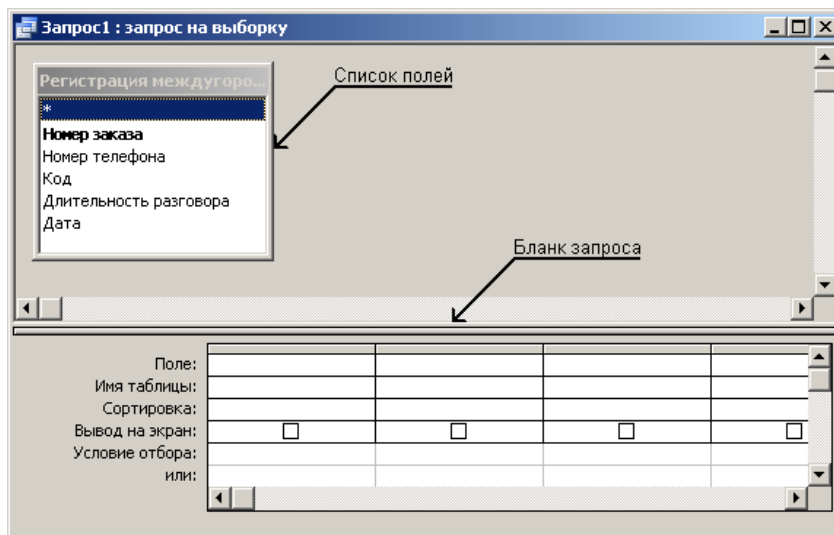 Запрос1 : запрос на выборку
Список полей
Регистрация междугоро...
*
Номер заказа
Номер телефона
Код
Длительность разговора
Дата
Бланк запроса
Поле:
Имя таблицы:
Сортировка:
Вывод на экран:
Условие отбора:
или: